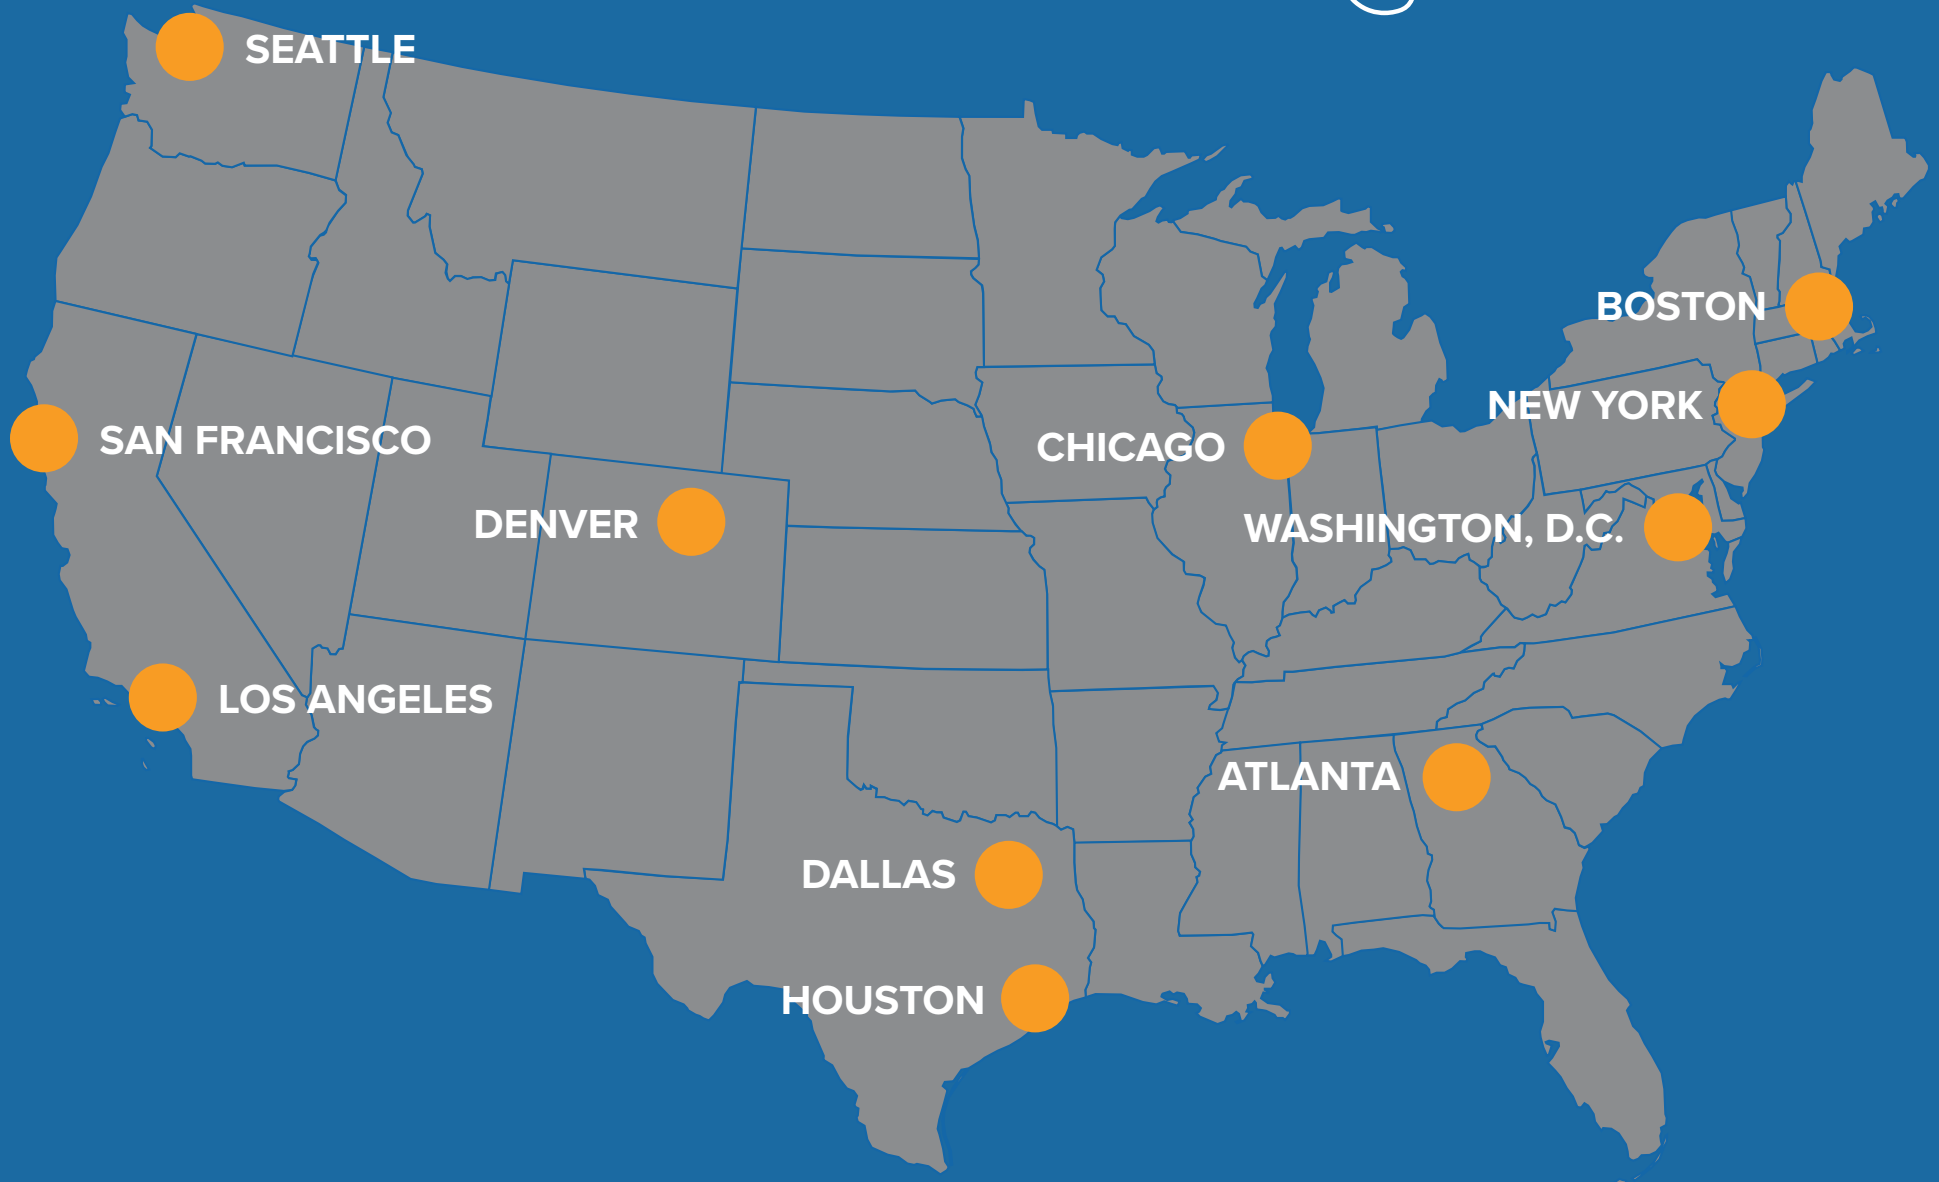 SEATTLE
BOSTON
NEW YORK
SAN FRANCISCO
CHICAGO
DENVER
WASHINGTON, D.C.
LOS ANGELES
ATLANTA
DALLAS
HOUSTON